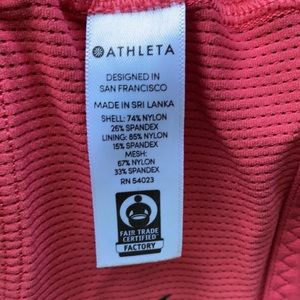 ATHLETA
DESIGNED IN
SAN FRANCISCO
MADE IN SRI LANKA
SHELL: 74% NYLON
26% SPANDEX
LINING: 85% NYLON
15% SPANDEX
MESH:
67% NYLON
33% SPANDEX
RN 54023
FAIR TRADE
CERTIFIED
FACTORY